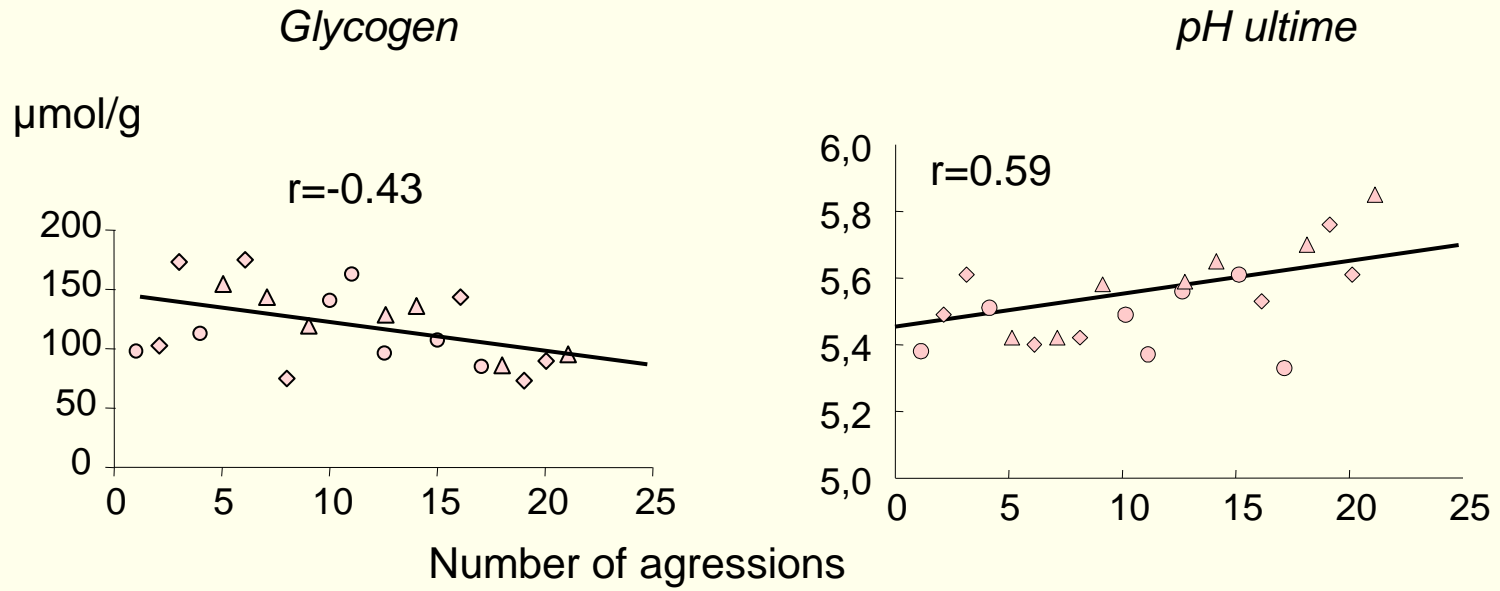 Glycogen
pH ultime
µmol/g
r=-0.43
200
150
100
50
0
0 5 10 15 20 25
r=0.59
6,0
5,8
5,6
5,4
5,2
5,0
0 5 10 15 20 25
Number of agressions